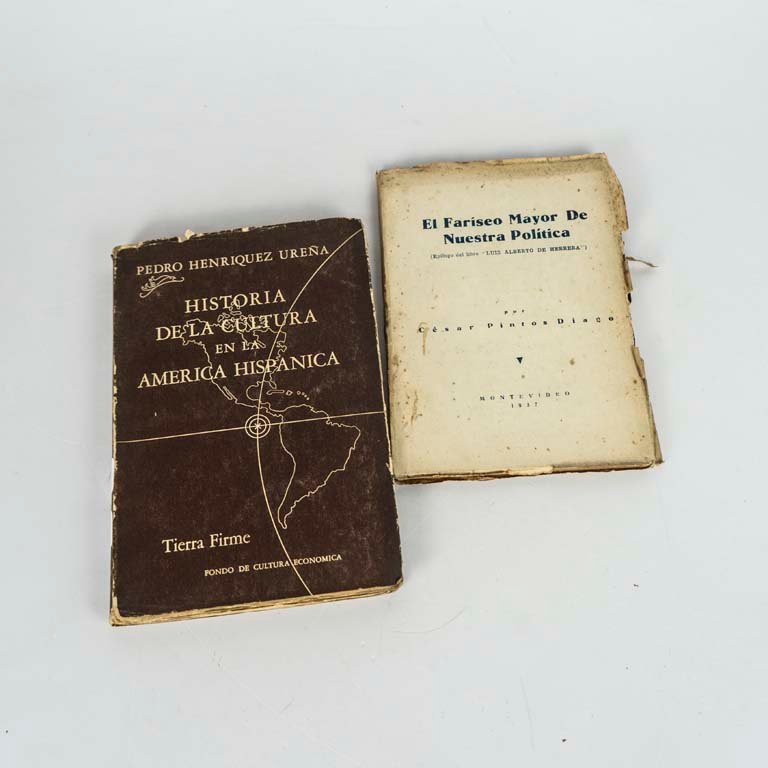 PEDRO HENRIQUEZ UREÑA
HISTORIA
DE LA CULTURA
EN LA
AMERICA HISPANICA
Tierra Firme
FONDO DE CULTURA ECONOMICA
El Fariseo Mayor De
Nuestra Política
(Epílogo del libro "LUIS ALBERTO DE HERRERA")
por
César Pintos Diago
MONTEVIDEO
1937